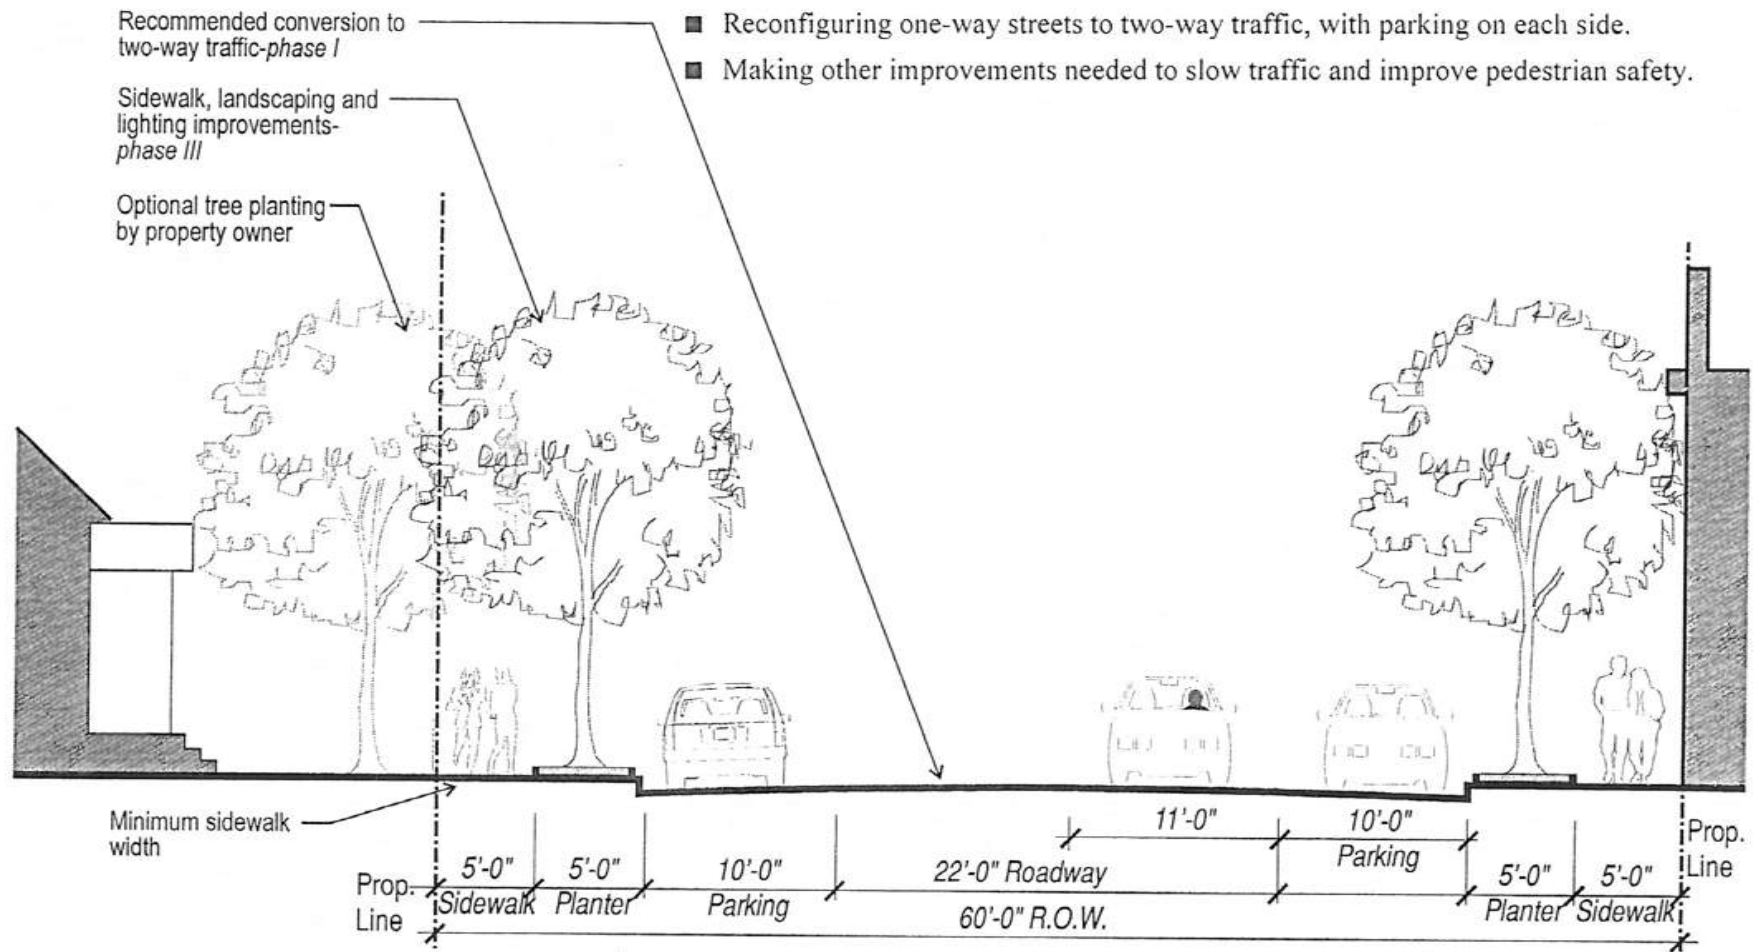 Recommended conversion to
two-way traffic-phase I
■ Reconfiguring one-way streets to two-way traffic, with parking on each side.
■ Making other improvements needed to slow traffic and improve pedestrian safety.
Sidewalk, landscaping and
lighting improvements-
phase III
Optional tree planting
by property owner
Minimum sidewalk
width
11'-0"
10'-0"
Parking
Prop.
Line
Prop.
Line
5'-0"
Sidewalk
5'-0"
Planter
10'-0"
Parking
22'-0" Roadway
5'-0"
Planter
5'-0"
Sidewalk
60'-0" R.O.W.